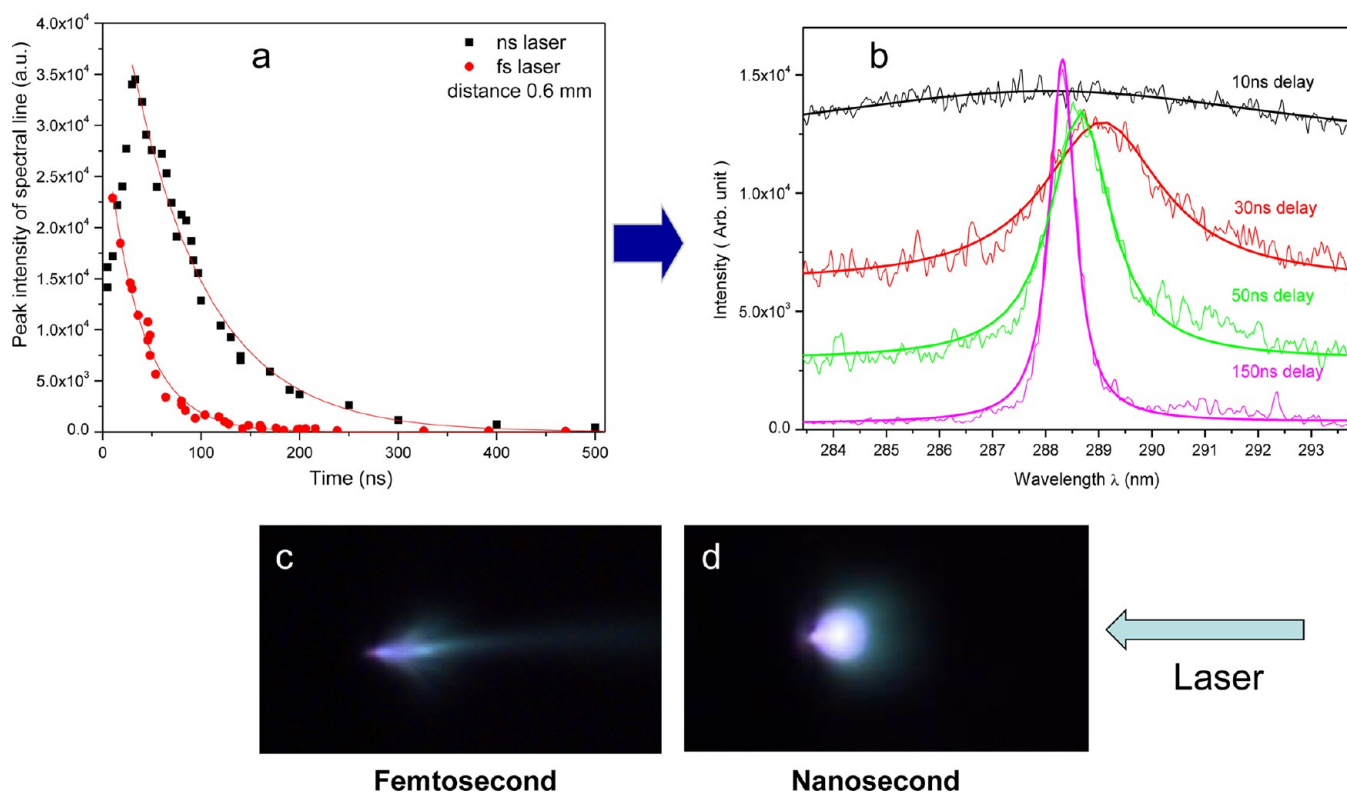 a
ns laser
fs laser
distance 0.6 mm
Peak intensity of spectral line (a.u.)
4.0x10⁴
3.5x10⁴
3.0x10⁴
2.5x10⁴
2.0x10⁴
1.5x10⁴
1.0x10⁴
5.0x10³
0.0
0 100 200 300 400 500
Time (ns)
b
10ns delay
30ns delay
50ns delay
150ns delay
Intensity ( Arb. unit )
1.5x10⁴
1.0x10⁴
5.0x10³
0.0
284 285 286 287 288 289 290 291 292 293
Wavelength λ (nm)
c
d
Laser
Femtosecond
Nanosecond